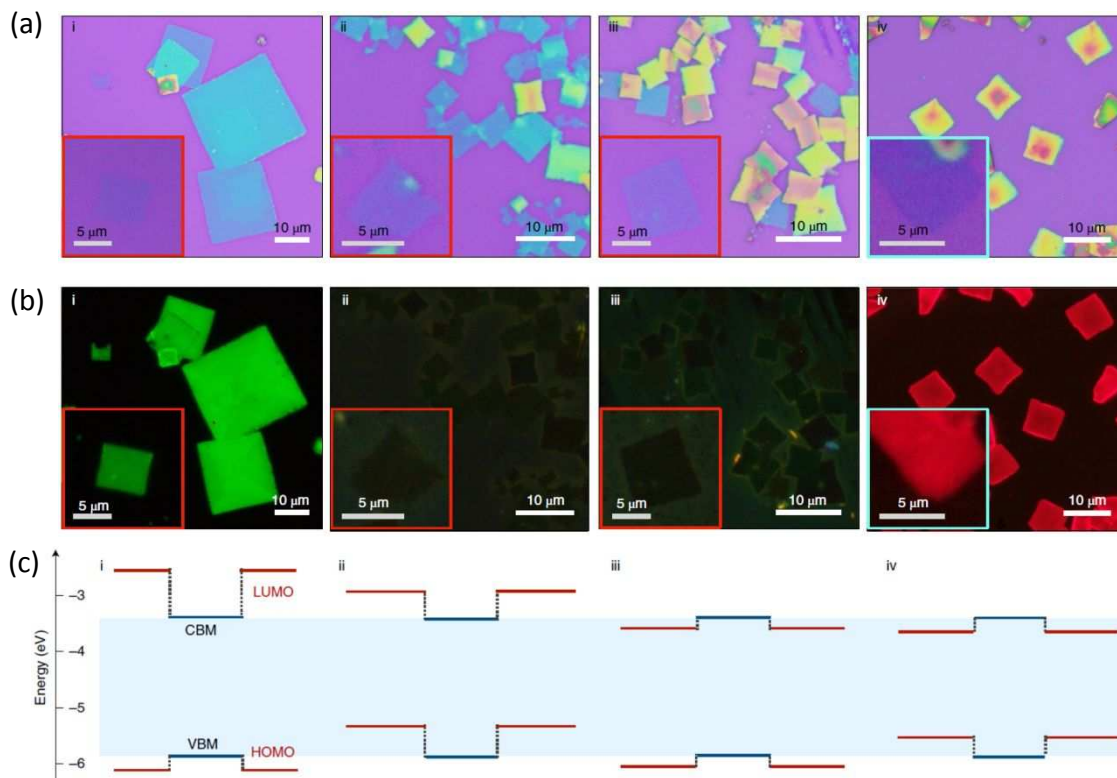 (a)
i
ii
iii
iv
5 μm
10 μm
5 μm
10 μm
5 μm
10 μm
5 μm
10 μm
(b)
i
ii
iii
iv
5 μm
10 μm
5 μm
10 μm
5 μm
10 μm
5 μm
10 μm
(c)
i
ii
iii
iv
Energy (eV)
–3
–4
–5
–6
LUMO
CBM
VBM
HOMO